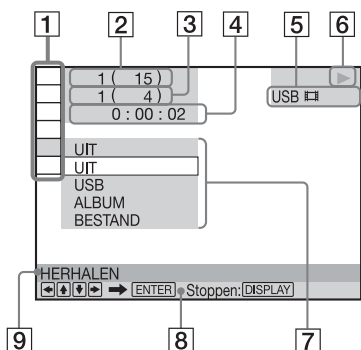 1 2 3 4 5 6
1 ( 15)
1 ( 4)
0 : 00 : 02
USB
UIT
UIT
USB
ALBUM
BESTAND
HERHALEN
ENTER Stoppen: DISPLAY
9 8 7